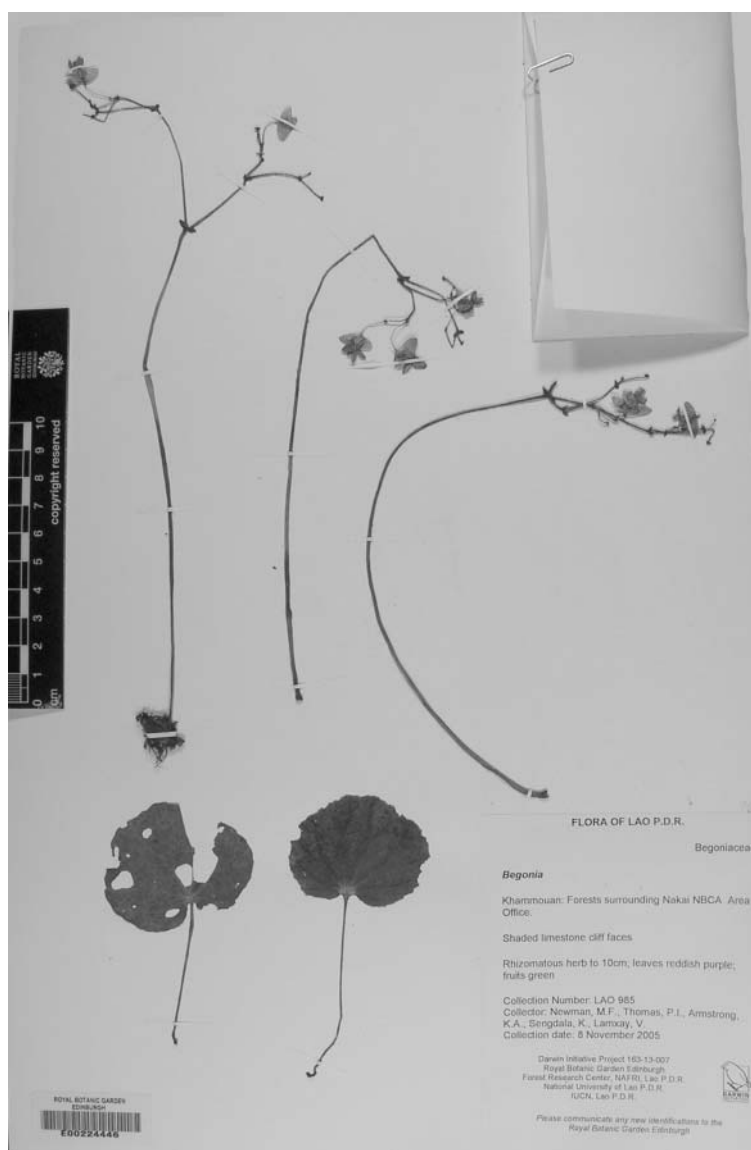 ROYAL
BOTANIC
GARDEN
EDINBURGH
0 1 2 3 4 5 6 7 8 9 10
cm
copyright reserved
FLORA OF LAO P.D.R.
Begoniacea
Begonia
Khammouan: Forests surrounding Nakai NBCA Area
Office.
Shaded limestone cliff faces
Rhizomatous herb to 10cm; leaves reddish purple;
fruits green
Collection Number: LAO 985
Collector: Newman, M.F., Thomas, P.I., Armstrong,
K.A., Sengdala, K., Lamxay, V.
Collection date: 8 November 2005
Darwin Initiative Project 163-13-007
Royal Botanic Garden Edinburgh
Forest Research Center, NAFRI, Lao P.D.R.
National University of Lao P.D.R.
IUCN, Lao P.D.R.
DARWIN
Please communicate any new identifications to the
Royal Botanic Garden Edinburgh
ROYAL BOTANIC GARDEN
EDINBURGH
E00224446